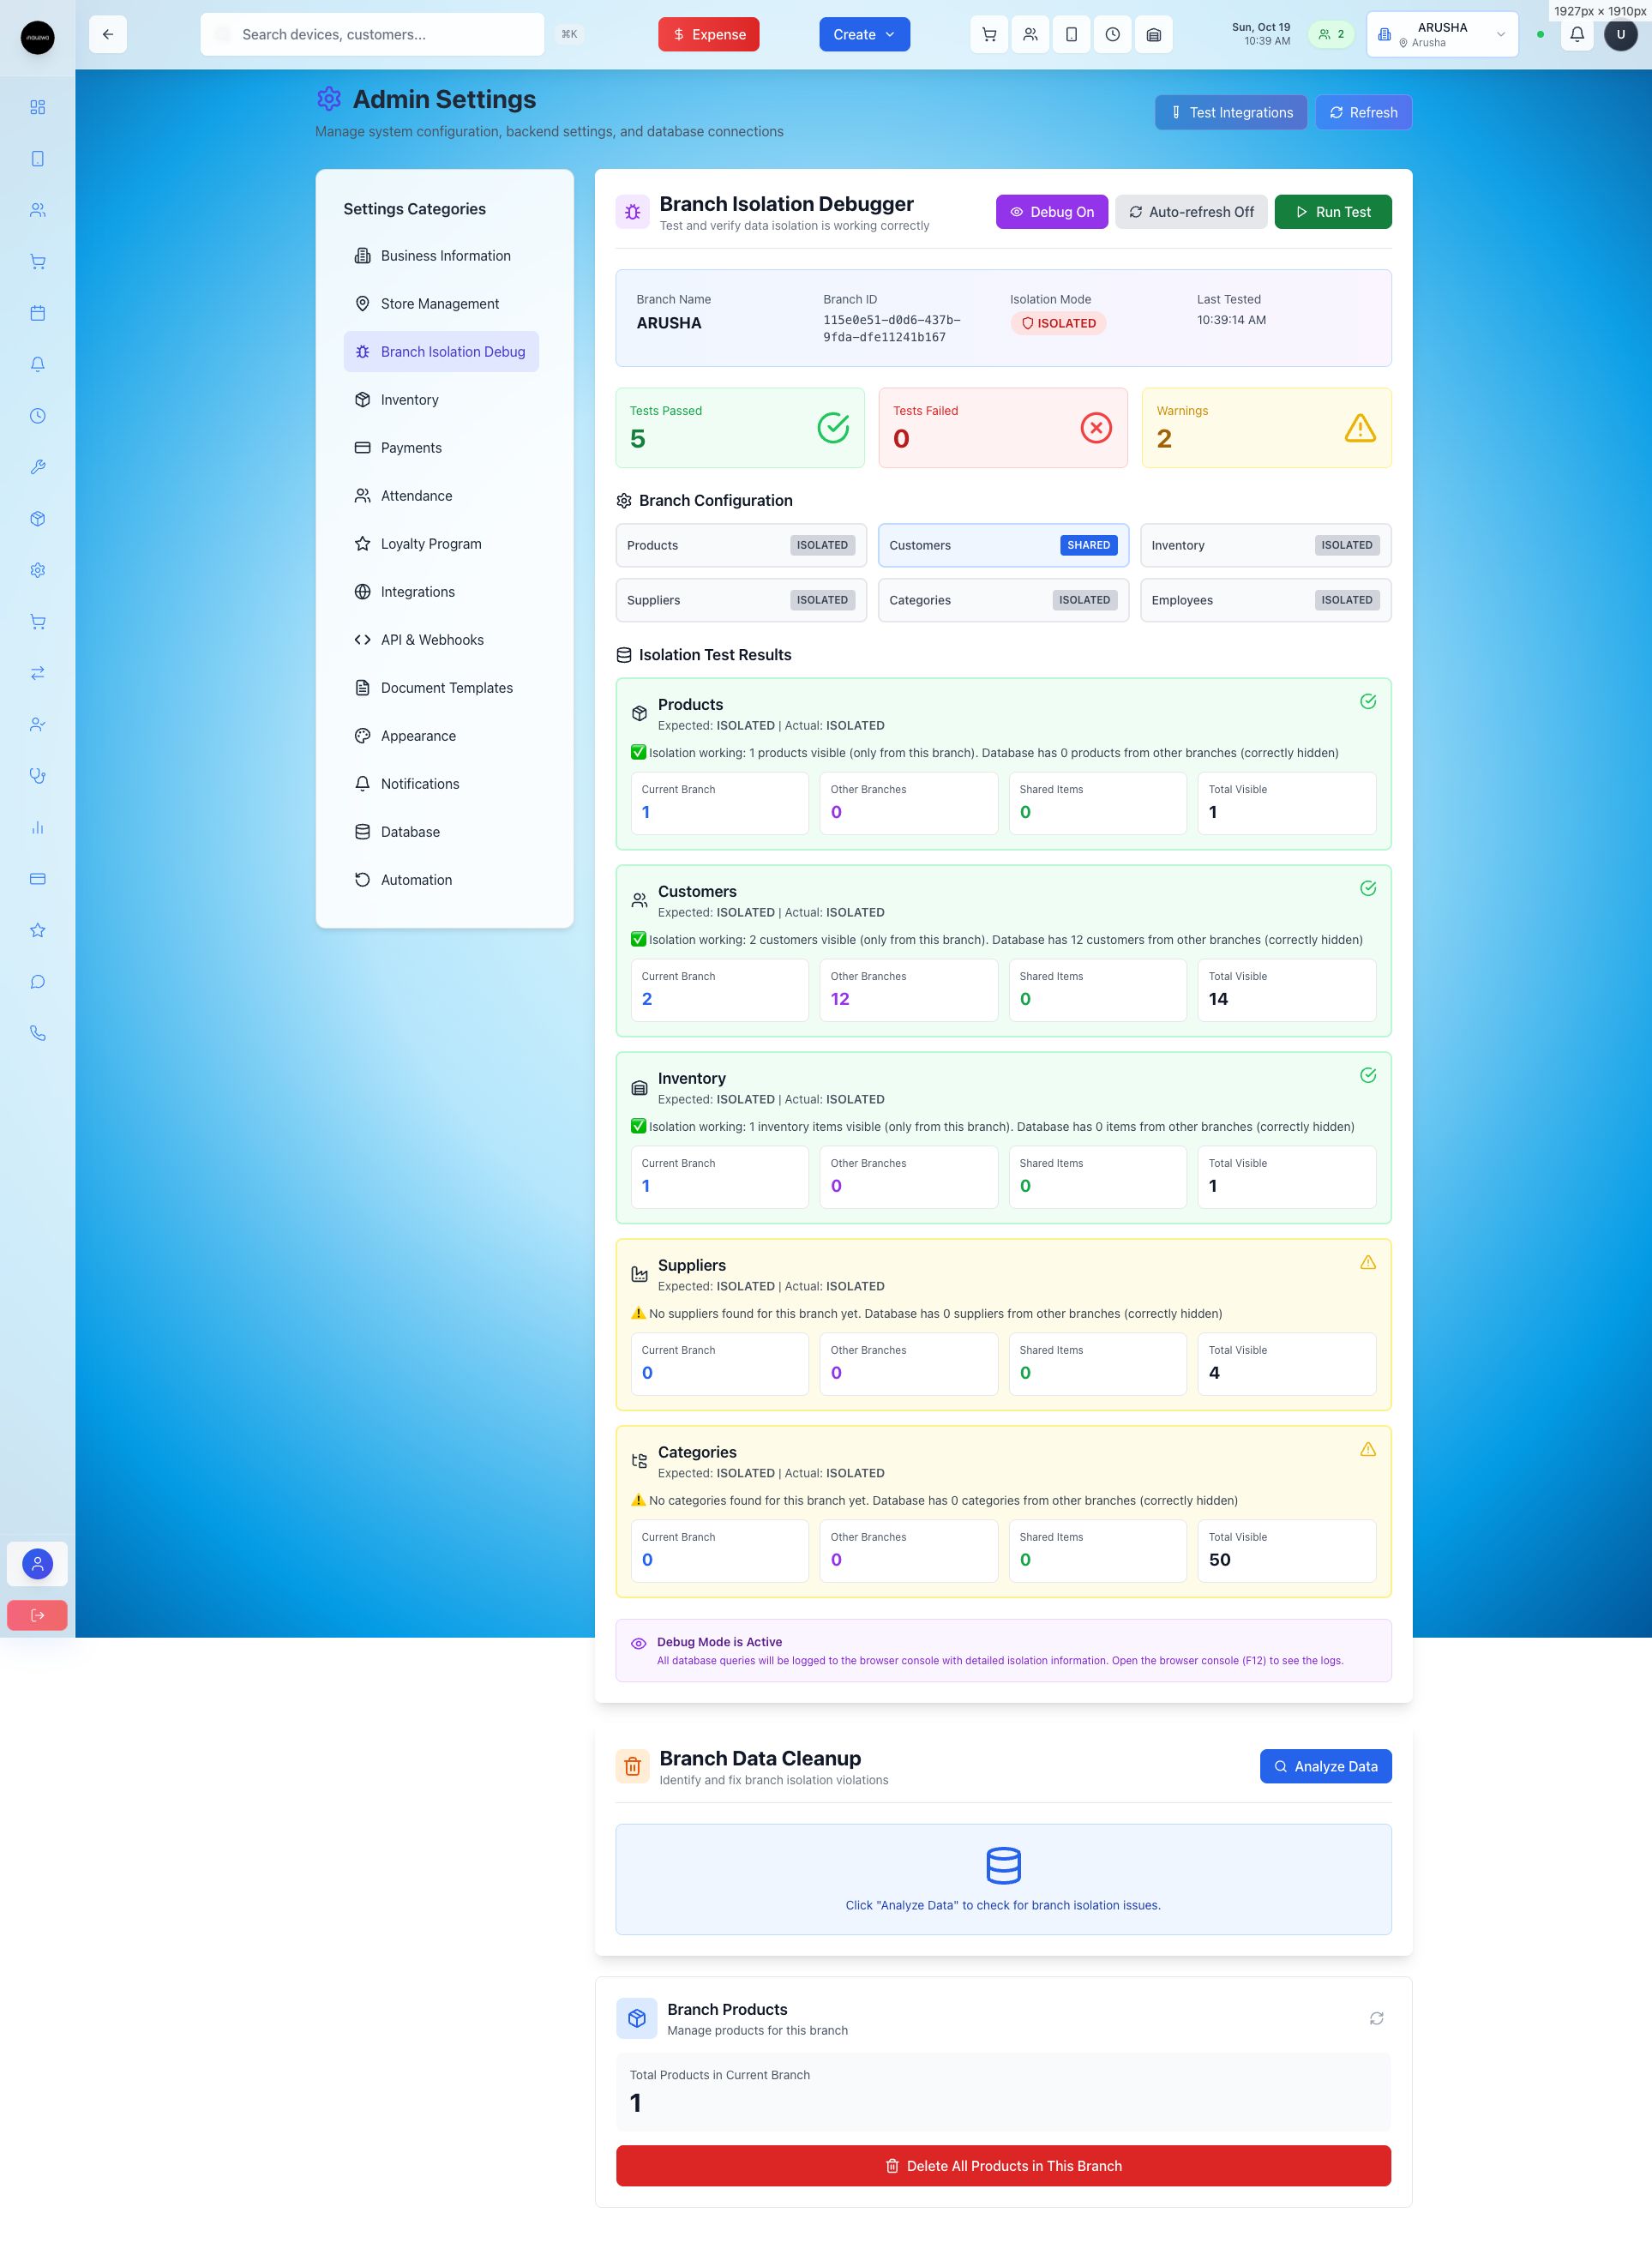 1927px × 1910px
Search devices, customers...
⌘K
$ Expense
Create
Sun, Oct 19
10:39 AM
2
ARUSHA
Arusha
U
Admin Settings
Manage system configuration, backend settings, and database connections
Test Integrations
Refresh
Settings Categories
Business Information
Store Management
Branch Isolation Debug
Inventory
Payments
Attendance
Loyalty Program
Integrations
API & Webhooks
Document Templates
Appearance
Notifications
Database
Automation
Branch Isolation Debugger
Test and verify data isolation is working correctly
Debug On
Auto-refresh Off
Run Test
Branch Name
ARUSHA
Branch ID
115e0e51-d0d6-437b-
9fda-dfe11241b167
Isolation Mode
ISOLATED
Last Tested
10:39:14 AM
Tests Passed
5
Tests Failed
0
Warnings
2
Branch Configuration
Products ISOLATED
Customers SHARED
Inventory ISOLATED
Suppliers ISOLATED
Categories ISOLATED
Employees ISOLATED
Isolation Test Results
Products
Expected: ISOLATED | Actual: ISOLATED
✅ Isolation working: 1 products visible (only from this branch). Database has 0 products from other branches (correctly hidden)
Current Branch
1
Other Branches
0
Shared Items
0
Total Visible
1
Customers
Expected: ISOLATED | Actual: ISOLATED
✅ Isolation working: 2 customers visible (only from this branch). Database has 12 customers from other branches (correctly hidden)
Current Branch
2
Other Branches
12
Shared Items
0
Total Visible
14
Inventory
Expected: ISOLATED | Actual: ISOLATED
✅ Isolation working: 1 inventory items visible (only from this branch). Database has 0 items from other branches (correctly hidden)
Current Branch
1
Other Branches
0
Shared Items
0
Total Visible
1
Suppliers
Expected: ISOLATED | Actual: ISOLATED
⚠️ No suppliers found for this branch yet. Database has 0 suppliers from other branches (correctly hidden)
Current Branch
0
Other Branches
0
Shared Items
0
Total Visible
4
Categories
Expected: ISOLATED | Actual: ISOLATED
⚠️ No categories found for this branch yet. Database has 0 categories from other branches (correctly hidden)
Current Branch
0
Other Branches
0
Shared Items
0
Total Visible
50
Debug Mode is Active
All database queries will be logged to the browser console with detailed isolation information. Open the browser console (F12) to see the logs.
Branch Data Cleanup
Identify and fix branch isolation violations
Analyze Data
Click "Analyze Data" to check for branch isolation issues.
Branch Products
Manage products for this branch
Total Products in Current Branch
1
Delete All Products in This Branch